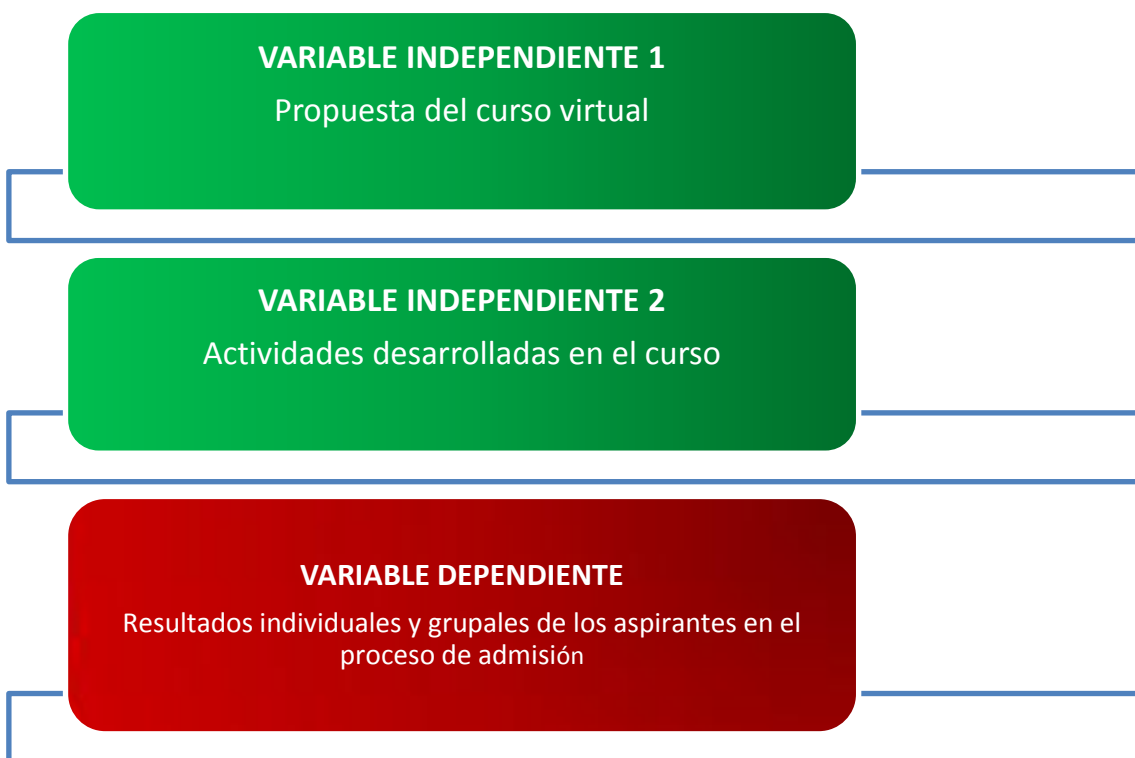 VARIABLE INDEPENDIENTE 1
Propuesta del curso virtual
VARIABLE INDEPENDIENTE 2
Actividades desarrolladas en el curso
VARIABLE DEPENDIENTE
Resultados individuales y grupales de los aspirantes en el
proceso de admisión